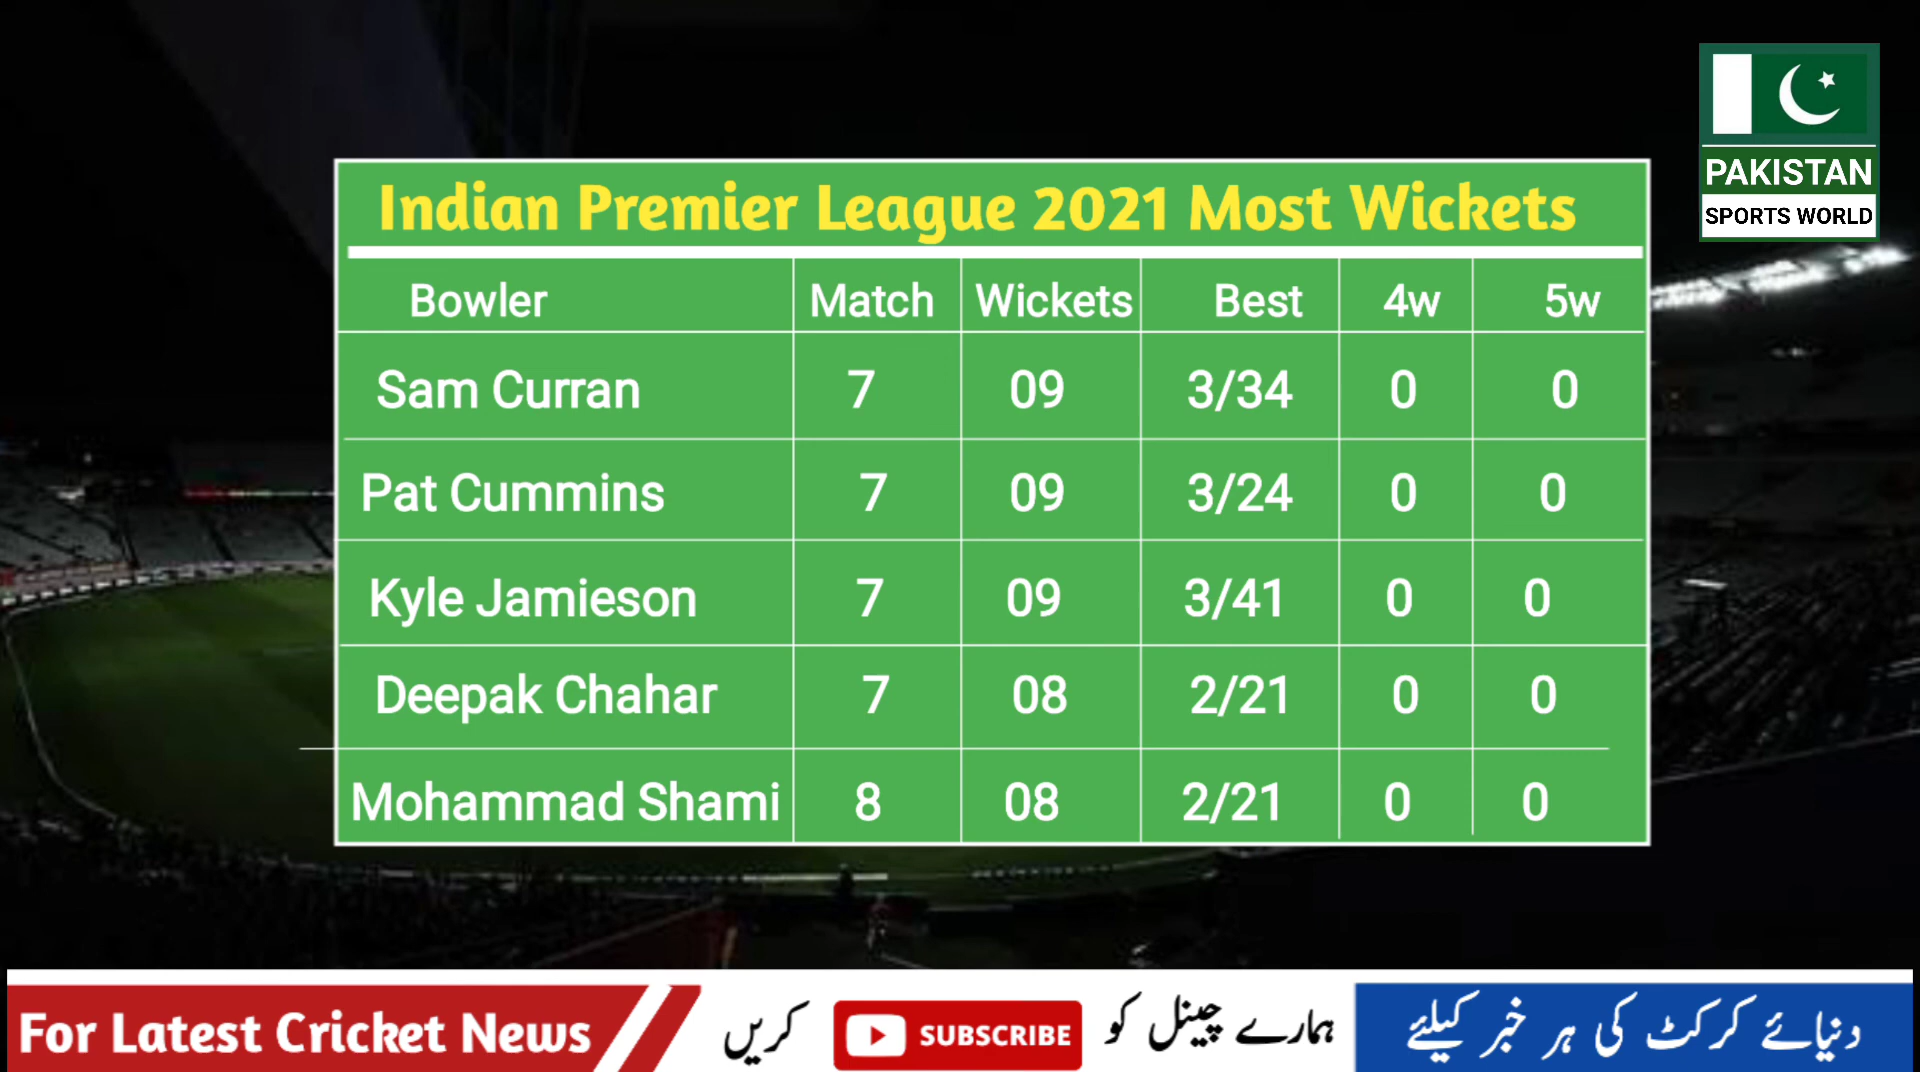 PAKISTAN
SPORTS WORLD
Indian Premier League 2021 Most Wickets
Bowler Match Wickets Best 4w 5w
Sam Curran 7 09 3/34 0 0
Pat Cummins 7 09 3/24 0 0
Kyle Jamieson 7 09 3/41 0 0
Deepak Chahar 7 08 2/21 0 0
Mohammad Shami 8 08 2/21 0 0
For Latest Cricket News
دنیائے کرکٹ کی ہر خبر کیلئے ہمارے چینل کو SUBSCRIBE کریں